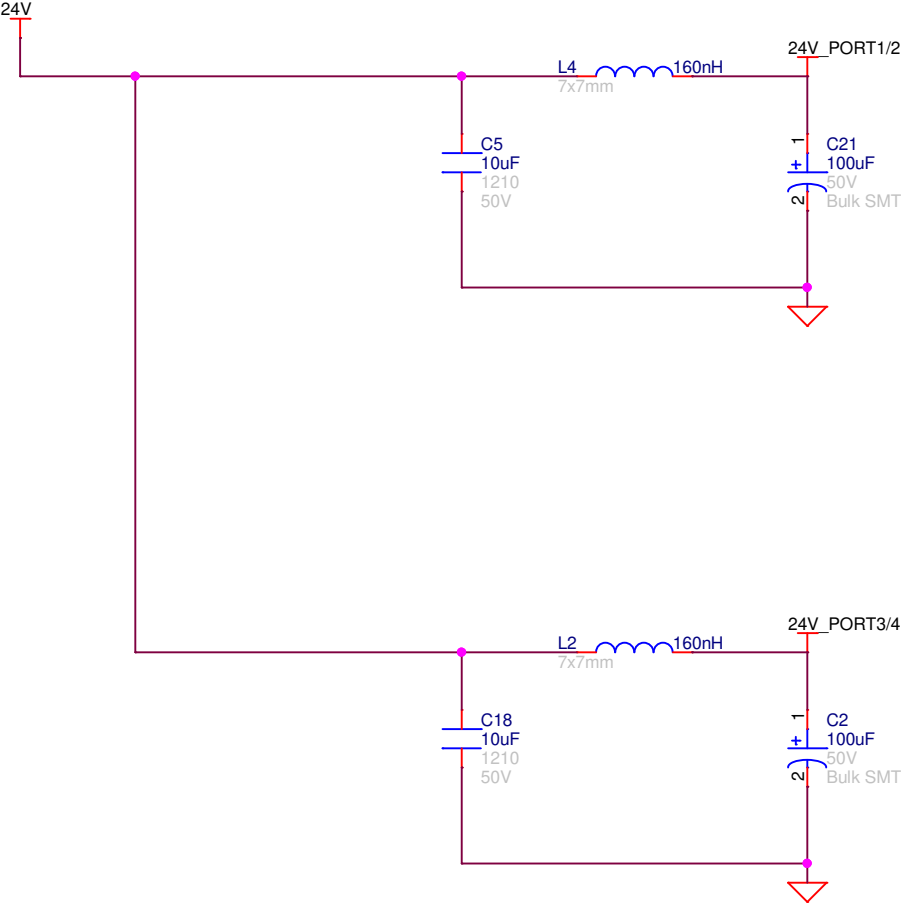 24V
24V_PORT1/2
L4
160nH
7x7mm
C5
10uF
1210
50V
1
C21
+
100uF
50V
2
Bulk SMT
24V_PORT3/4
L2
160nH
7x7mm
C18
10uF
1210
50V
1
C2
+
100uF
50V
2
Bulk SMT